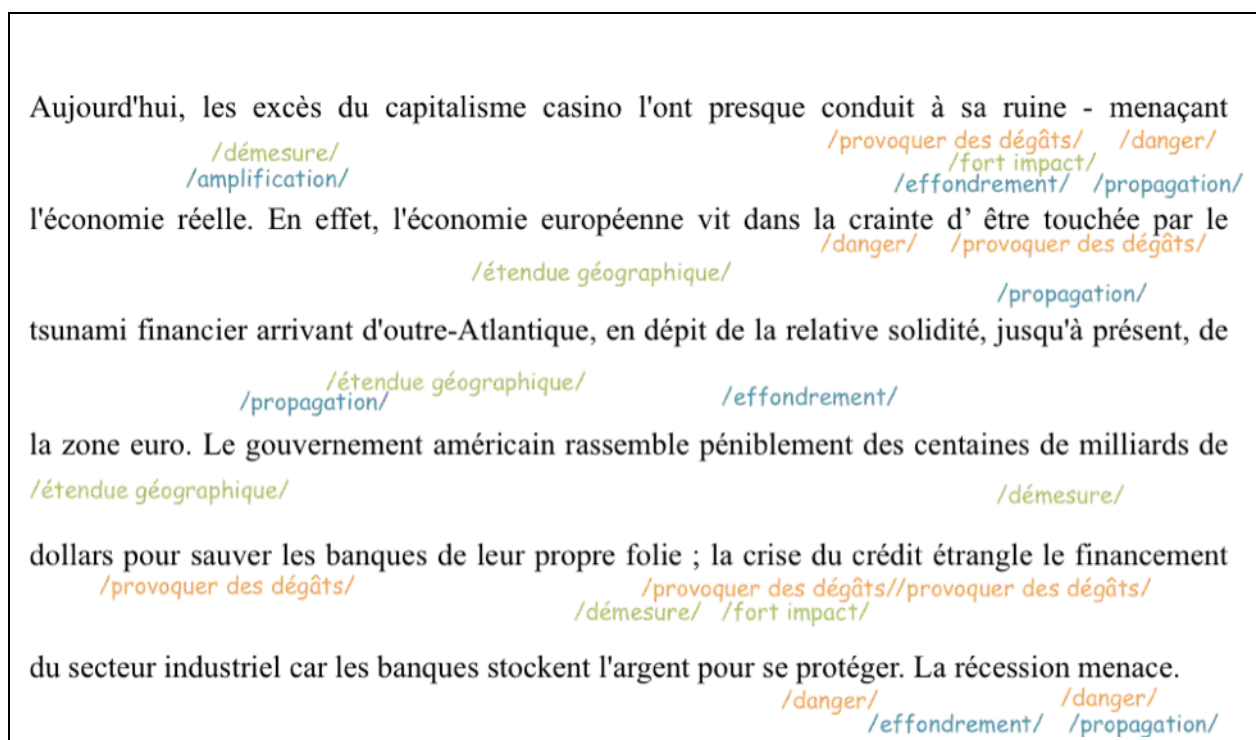 Aujourd'hui, les excès du capitalisme casino l'ont presque conduit à sa ruine - menaçant
/provoquer des dégâts/ /danger/
/démesure/ /fort impact/
/amplification/ /effondrement/ /propagation/
l'économie réelle. En effet, l'économie européenne vit dans la crainte d' être touchée par le
/danger/ /provoquer des dégâts/
/étendue géographique/
/propagation/
tsunami financier arrivant d'outre-Atlantique, en dépit de la relative solidité, jusqu'à présent, de
/étendue géographique/
/propagation/ /effondrement/
la zone euro. Le gouvernement américain rassemble péniblement des centaines de milliards de
/étendue géographique/ /démesure/
dollars pour sauver les banques de leur propre folie ; la crise du crédit étrangle le financement
/provoquer des dégâts/ /provoquer des dégâts//provoquer des dégâts/
/démesure/ /fort impact/
du secteur industriel car les banques stockent l'argent pour se protéger. La récession menace.
/danger/ /danger/
/effondrement/ /propagation/